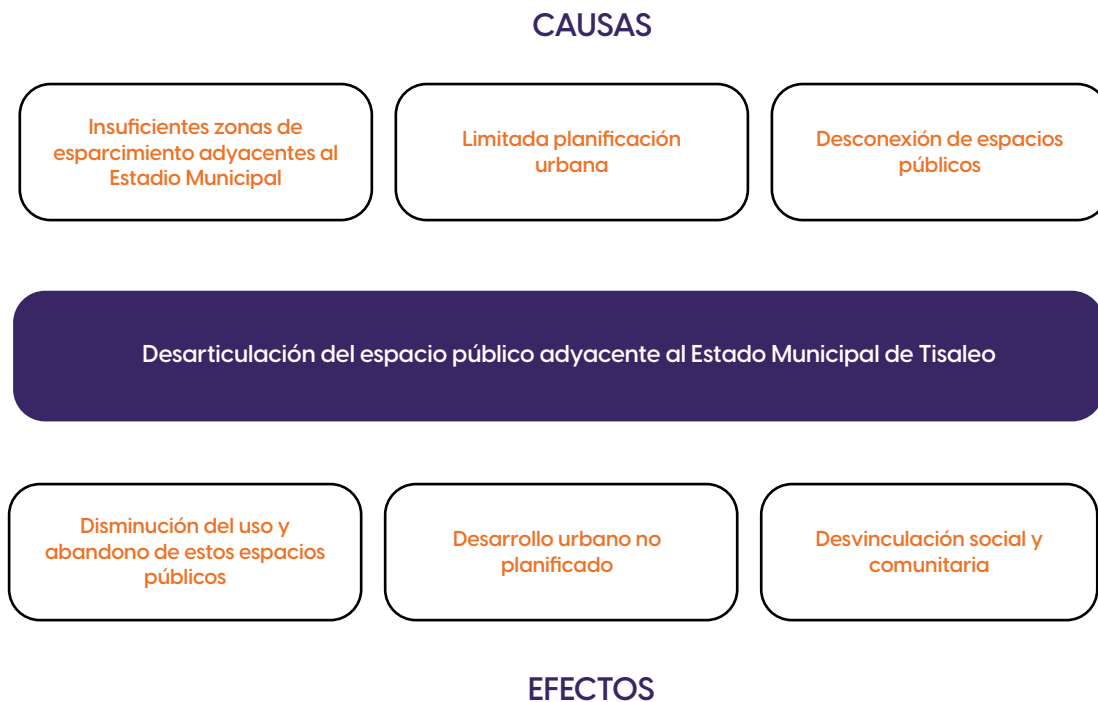 CAUSAS
Insuficientes zonas de
esparcimiento adyacentes al
Estadio Municipal
Limitada planificación
urbana
Desconexión de espacios
públicos
Desarticulación del espacio público adyacente al Estado Municipal de Tisaleo
Disminución del uso y
abandono de estos espacios
públicos
Desarrollo urbano no
planificado
Desvinculación social y
comunitaria
EFECTOS